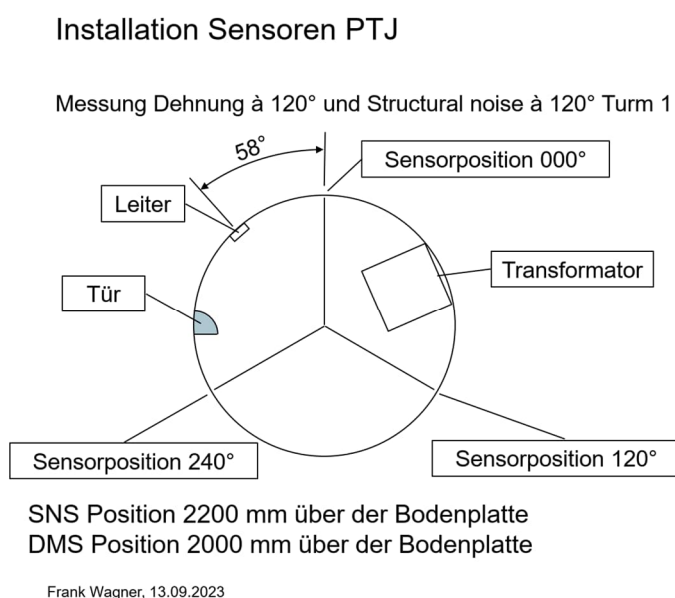 Installation Sensoren PTJ
Messung Dehnung à 120° und Structural noise à 120° Turm 1
58°
Sensorposition 000°
Leiter
Transformator
Tür
Sensorposition 240°
Sensorposition 120°
SNS Position 2200 mm über der Bodenplatte
DMS Position 2000 mm über der Bodenplatte
Frank Wagner, 13.09.2023